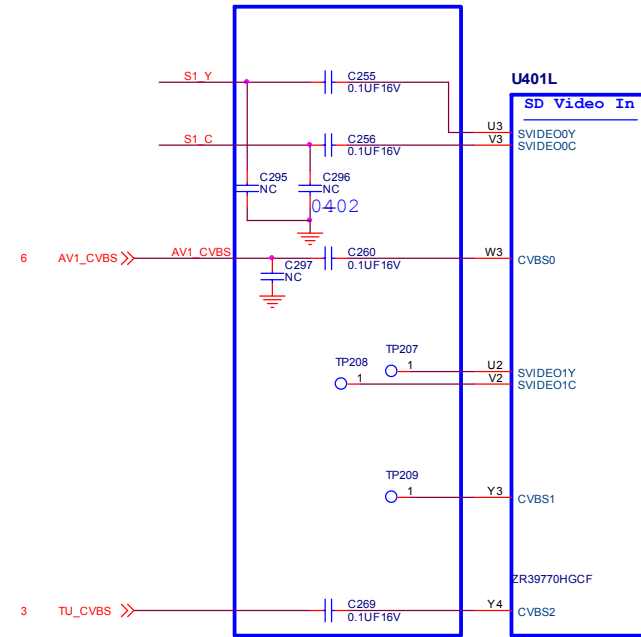 S1_Y
C255
0.1UF16V
U401L
SD Video In
U3
SVIDEO0Y
S1_C
C256
0.1UF16V
V3
SVIDEO0C
C295
NC
C296
NC
0402
6
AV1_CVBS
AV1_CVBS
C260
0.1UF16V
W3
CVBS0
C297
NC
TP207
1
U2
SVIDEO1Y
TP208
1
V2
SVIDEO1C
TP209
1
Y3
CVBS1
ZR39770HGCF
3
TU_CVBS
C269
0.1UF16V
Y4
CVBS2